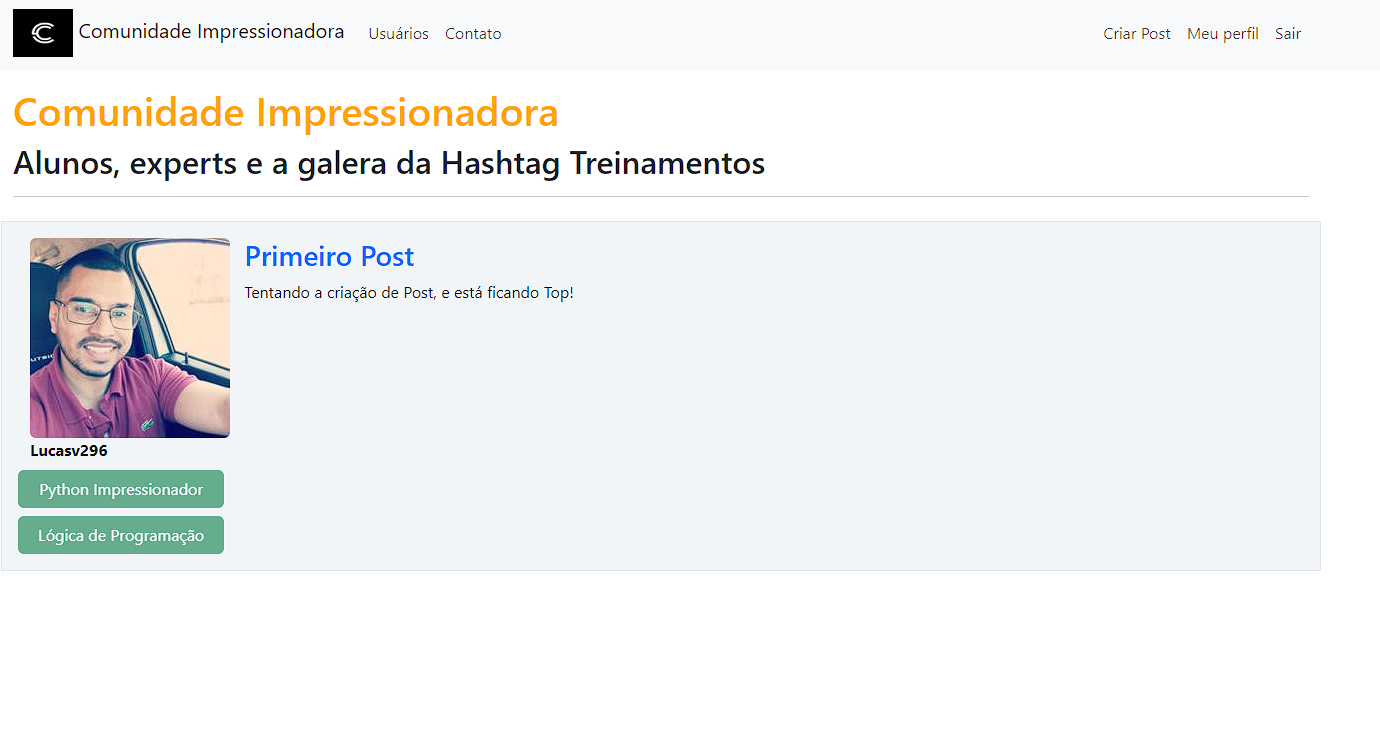 Comunidade Impressionadora Usuários Contato Criar Post Meu perfil Sair
Comunidade Impressionadora
Alunos, experts e a galera da Hashtag Treinamentos
Primeiro Post
Tentando a criação de Post, e está ficando Top!
Lucasv296
Python Impressionador
Lógica de Programação